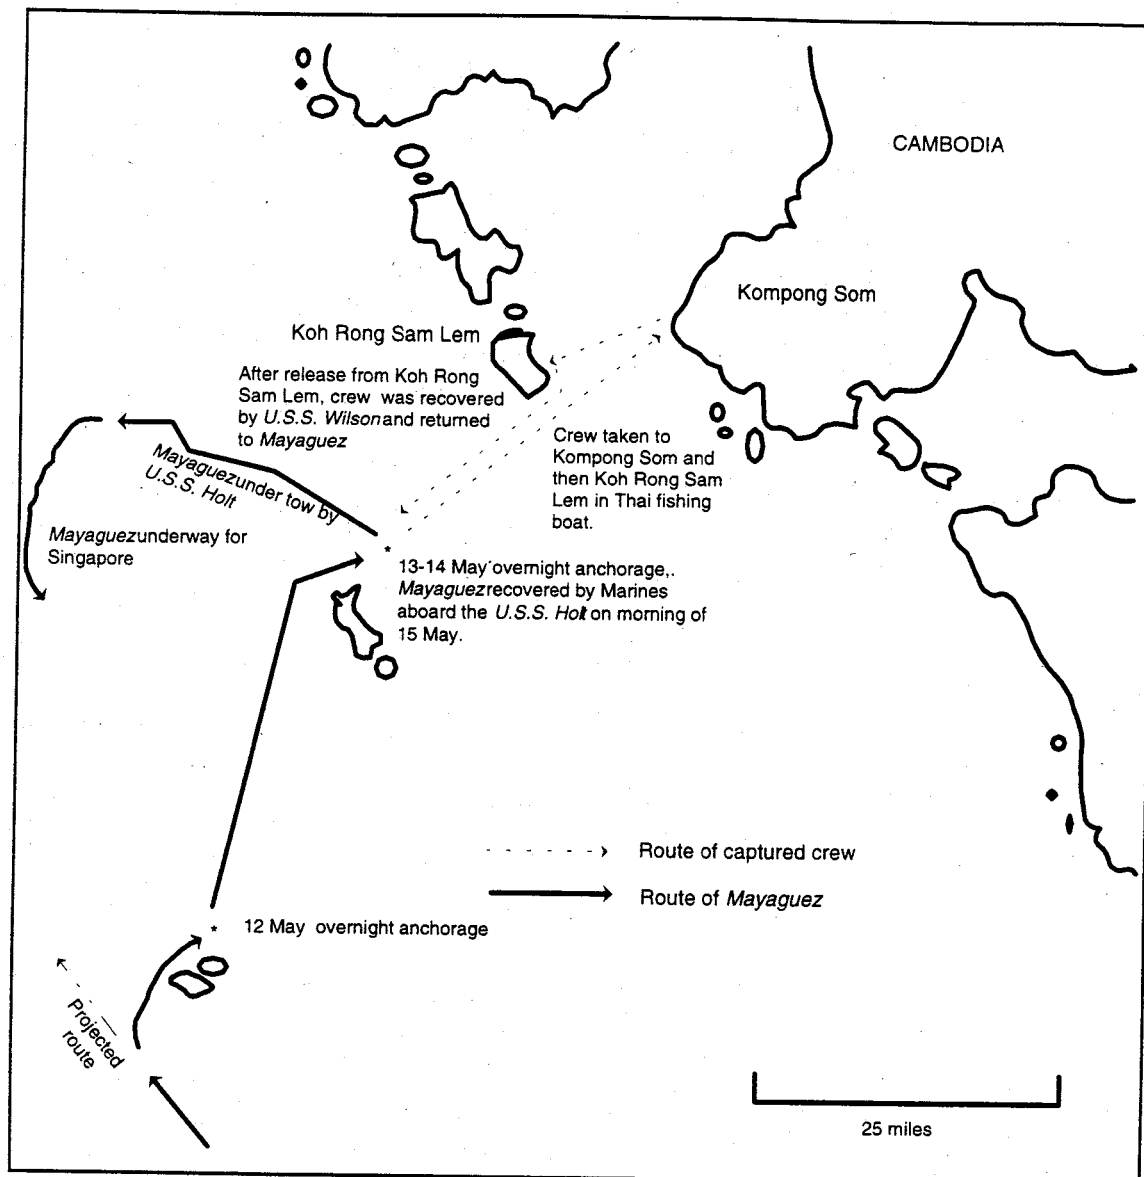 CAMBODIA
Kompong Som
Koh Rong Sam Lem
After release from Koh Rong
Sam Lem, crew was recovered
by U.S.S. Wilson and returned
to Mayaguez
Crew taken to
Kompong Som and
then Koh Rong Sam
Lem in Thai fishing
boat.
Mayaguez under tow by
U.S.S. Holt
Mayaguez underway for
Singapore
13-14 May overnight anchorage,.
Mayaguez recovered by Marines
aboard the U.S.S. Holt on morning of
15 May.
Route of captured crew
Route of Mayaguez
12 May overnight anchorage
Projected
route
25 miles